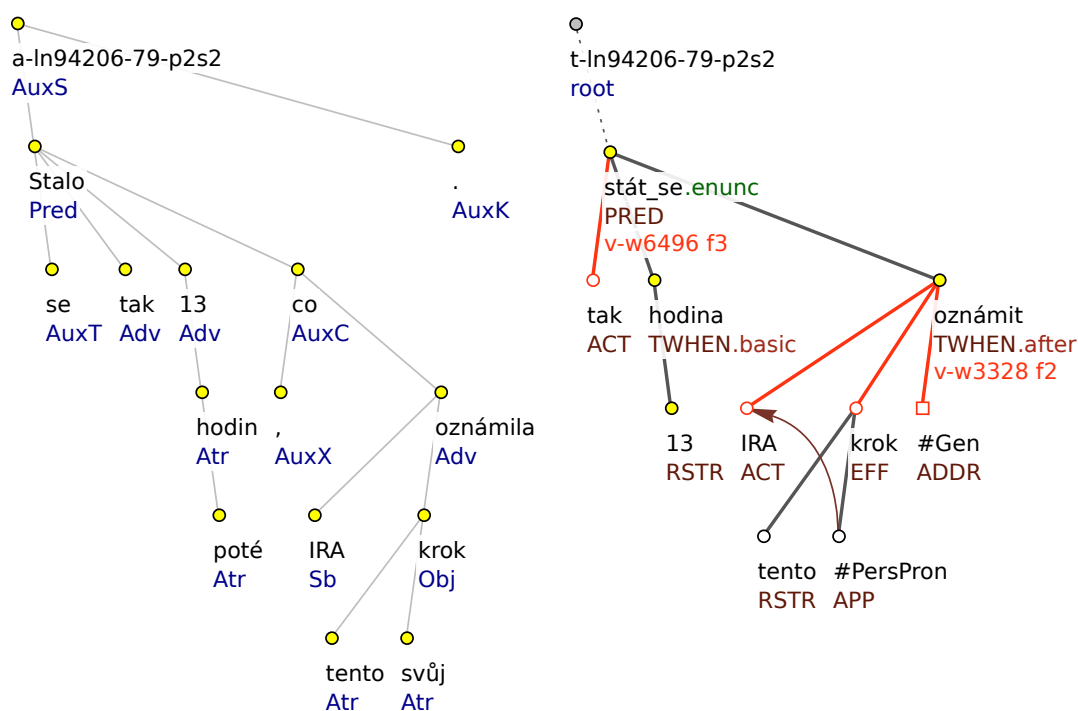 a-ln94206-79-p2s2
AuxS
Stalo
Pred
.
AuxK
se
AuxT
tak
Adv
13
Adv
co
AuxC
hodin
Atr
,
AuxX
oznámila
Adv
poté
Atr
IRA
Sb
krok
Obj
tento
Atr
svůj
Atr
t-ln94206-79-p2s2
root
stát_se.enunc
PRED
v-w6496 f3
tak
ACT
hodina
TWHEN.basic
oznámit
TWHEN.after
v-w3328 f2
13
RSTR
IRA
ACT
krok
EFF
#Gen
ADDR
tento
RSTR
#PersPron
APP